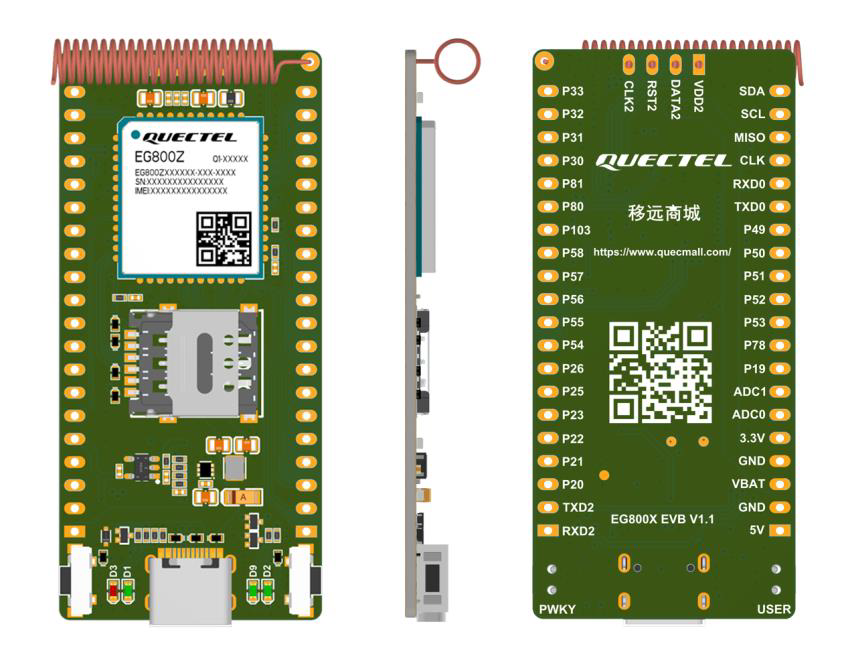 QUECTEL
EG800Z Q1-XXXXX
EG800ZXXXXXX-XXX-XXXX
SN:XXXXXXXXXXXXXXX
IMEI:XXXXXXXXXXXXXXX
A
D3
D1
D9
D2
CLK2
RST2
DATA2
VDD2
P33
P32
P31
P30
P81
P80
P103
P58
P57
P56
P55
P54
P26
P25
P23
P22
P21
P20
TXD2
RXD2
QUECTEL
移远商城
https://www.quecmall.com/
EG800X EVB V1.1
SDA
SCL
MISO
CLK
RXD0
TXD0
P49
P50
P51
P52
P53
P78
P19
ADC1
ADC0
3.3V
GND
VBAT
GND
5V
PWKY
USER